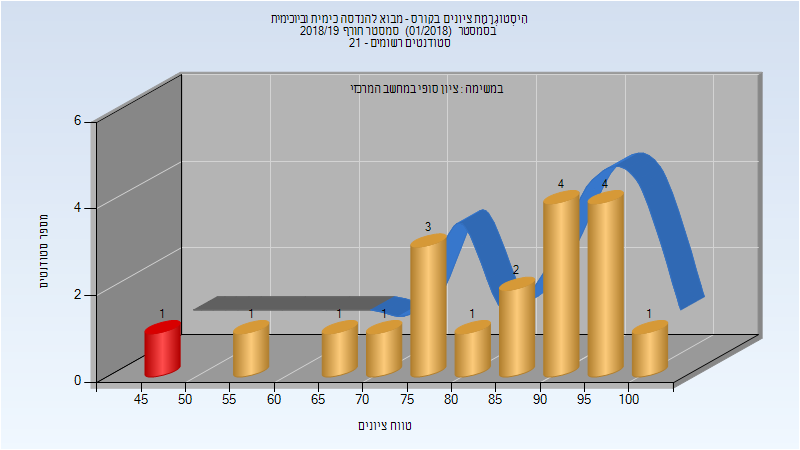 היסטוגרמת ציונים בקורס - מבוא להנדסה כימית וביוכימית
בסמסטר (01/2018) סמסטר חורף 2018/19
סטודנטים רשומים - 21
במשימה : ציון סופי במחשב המרכזי
6
4
2
0
מספר סטודנטים
1
1
1
1
3
1
2
4
4
1
45 50 55 60 65 70 75 80 85 90 95 100
טווח ציונים